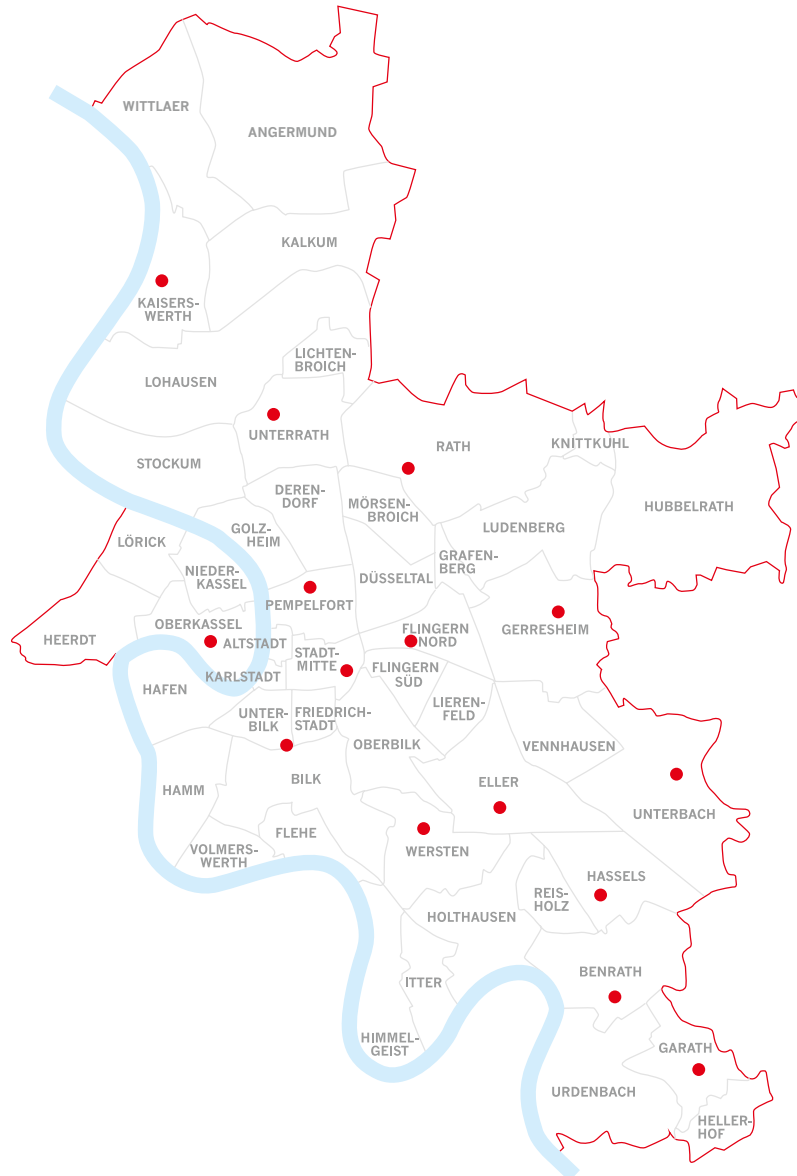 WITTLAER
ANGERMUND
KALKUM
KAISERS-
WERTH
LICHTEN-
BROICH
LOHAUSEN
UNTERRATH
RATH
KNITTKUHL
STOCKUM
DEREN-
DORF
MÖRSEN-
BROICH
HUBBELRATH
LUDENBERG
GOLZ-
HEIM
LÖRICK
GRAFEN-
BERG
NIEDER-
KASSEL
DÜSSELTAL
PEMPELFORT
OBERKASSEL
FLINGERN
NORD
GERRESHEIM
HEERDT
ALTSTADT
STADT-
MITTE
KARLSTADT
FLINGERN
SÜD
HAFEN
LIEREN-
FELD
UNTER-
BILK
FRIEDRICH-
STADT
OBERBILK
VENNHAUSEN
BILK
ELLER
HAMM
UNTERBACH
FLEHE
VOLMERS-
WERTH
WERSTEN
HASSELS
REIS-
HOLZ
HOLTHAUSEN
BENRATH
ITTER
HIMMEL-
GEIST
GARATH
URDENBACH
HELLER-
HOF